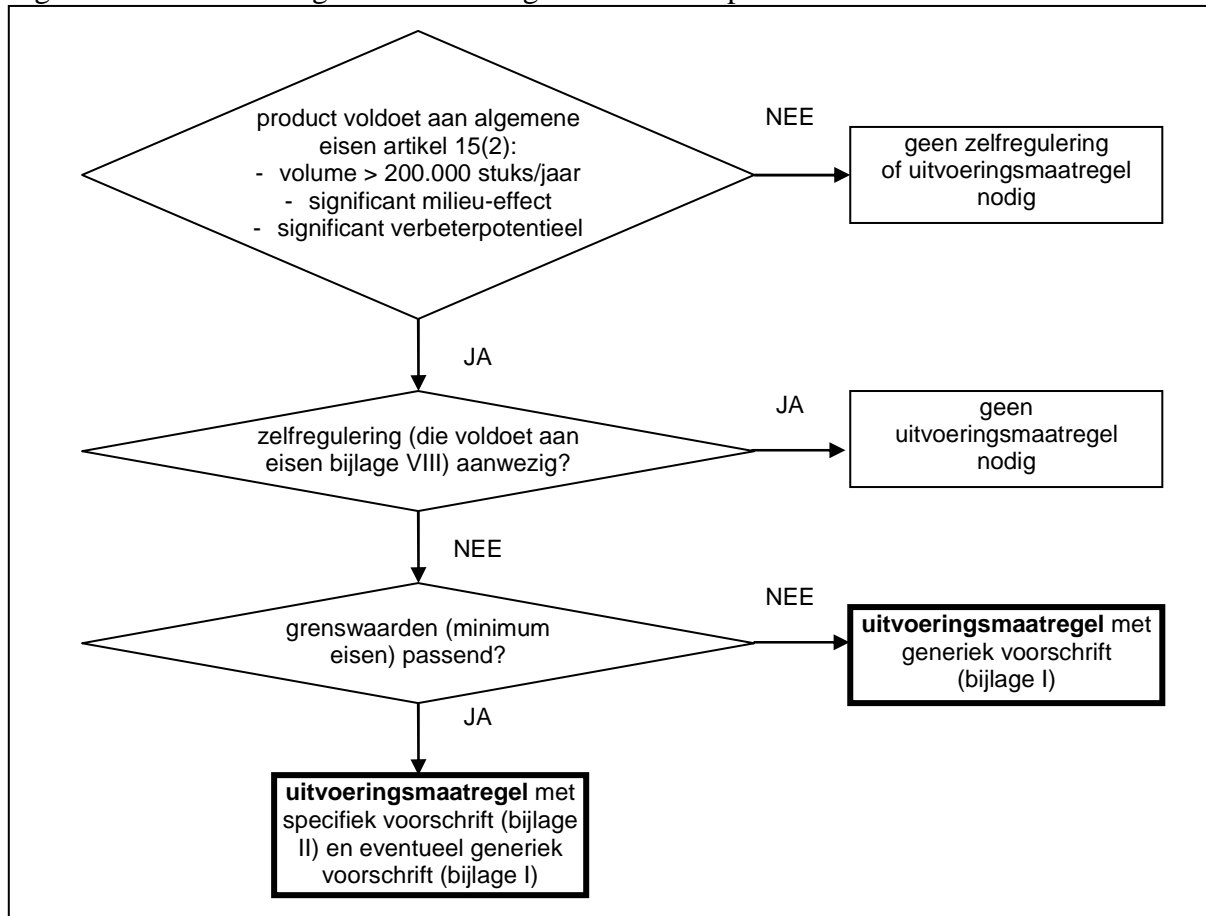 product voldoet aan algemene
eisen artikel 15(2):
- volume > 200.000 stuks/jaar
- significant milieu-effect
- significant verbeterpotentieel
NEE
geen zelfregulering
of uitvoeringsmaatregel
nodig
JA
zelfregulering (die voldoet aan
eisen bijlage VIII) aanwezig?
JA
geen
uitvoeringsmaatregel
nodig
NEE
grenswaarden (minimum
eisen) passend?
NEE
uitvoeringsmaatregel met
generiek voorschrift
(bijlage I)
JA
uitvoeringsmaatregel met
specifiek voorschrift (bijlage
II) en eventueel generiek
voorschrift (bijlage I)